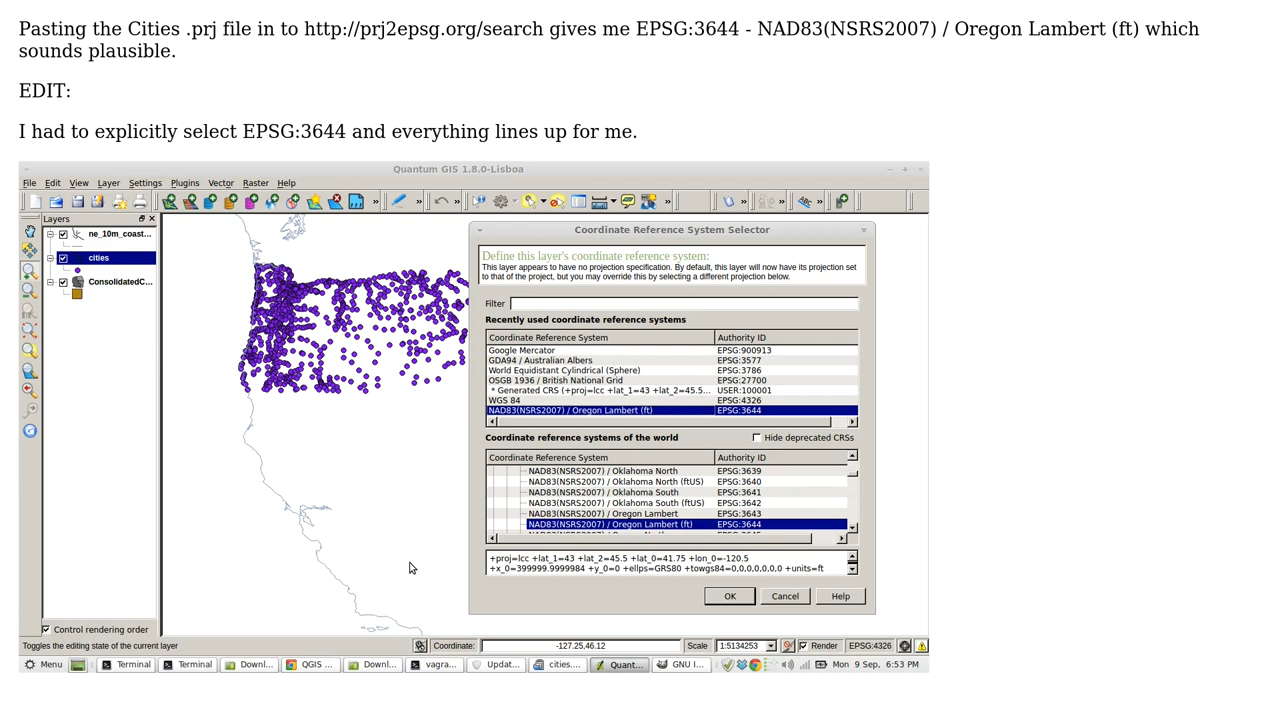 Pasting the Cities .prj file in to http://prj2epsg.org/search gives me EPSG:3644 - NAD83(NSRS2007) / Oregon Lambert (ft) which
sounds plausible.
EDIT:
I had to explicitly select EPSG:3644 and everything lines up for me.
Quantum GIS 1.8.0-Lisboa
File Edit View Layer Settings Plugins Vector Raster Help
Layers
ne_10m_coast...
cities
ConsolidatedC...
Control rendering order
Coordinate Reference System Selector
Define this layer's coordinate reference system:
This layer appears to have no projection specification. By default, this layer will now have its projection set
to that of the project, but you may override this by selecting a different projection below.
Filter
Recently used coordinate reference systems
Coordinate Reference System Authority ID
Google Mercator EPSG:900913
GDA94 / Australian Albers EPSG:3577
World Equidistant Cylindrical (Sphere) EPSG:3786
OSGB 1936 / British National Grid EPSG:27700
* Generated CRS (+proj=lcc +lat_1=43 +lat_2=45.5... USER:100001
WGS 84 EPSG:4326
NAD83(NSRS2007) / Oregon Lambert (ft) EPSG:3644
Coordinate reference systems of the world Hide deprecated CRSs
Coordinate Reference System Authority ID
NAD83(NSRS2007) / Oklahoma North EPSG:3639
NAD83(NSRS2007) / Oklahoma North (ftUS) EPSG:3640
NAD83(NSRS2007) / Oklahoma South EPSG:3641
NAD83(NSRS2007) / Oklahoma South (ftUS) EPSG:3642
NAD83(NSRS2007) / Oregon Lambert EPSG:3643
NAD83(NSRS2007) / Oregon Lambert (ft) EPSG:3644
+proj=lcc +lat_1=43 +lat_2=45.5 +lat_0=41.75 +lon_0=-120.5
+x_0=399999.9999984 +y_0=0 +ellps=GRS80 +towgs84=0,0,0,0,0,0,0 +units=ft
OK Cancel Help
Toggles the editing state of the current layer Coordinate: -127.25,46.12 Scale 1:5134253 Render EPSG:4326
Menu Terminal Terminal Downl... QGIS ... Downl... vagra... Updat... cities.... Quant... GNU I... Mon 9 Sep, 6:53 PM